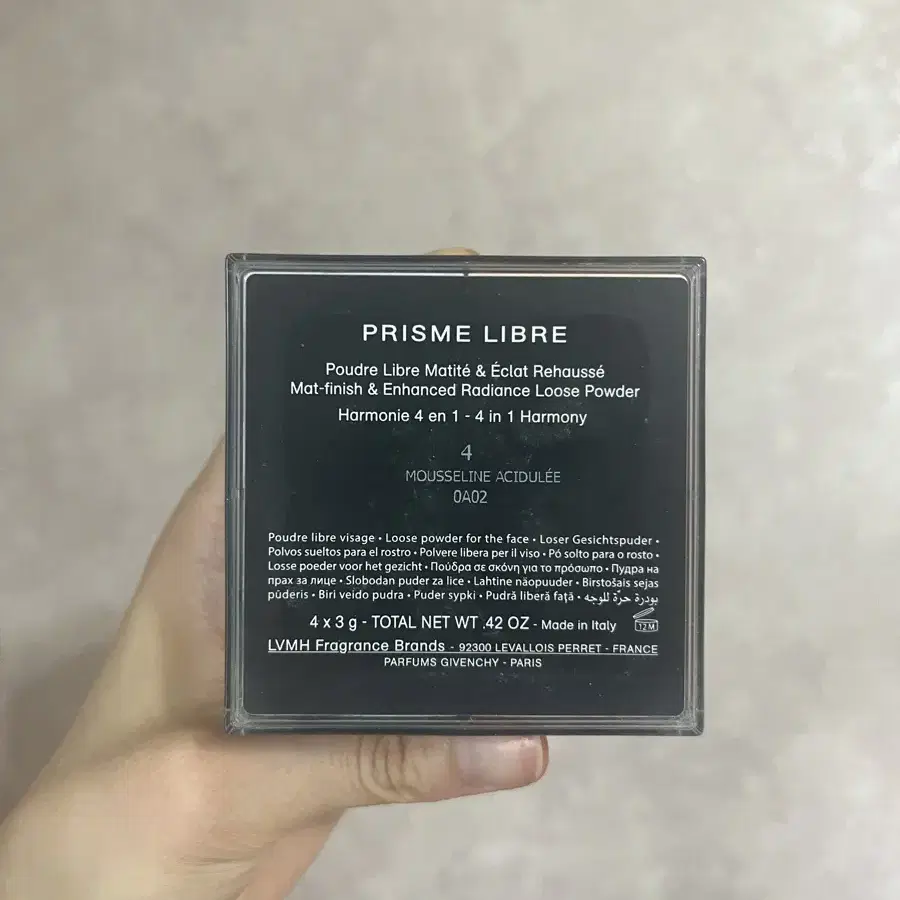 PRISME LIBRE
Poudre Libre Matité & Éclat Rehaussé
Mat-finish & Enhanced Radiance Loose Powder
Harmonie 4 en 1 - 4 in 1 Harmony
4
MOUSSELINE ACIDULÉE
0A02
Poudre libre visage • Loose powder for the face • Loser Gesichtspuder •
Polvos sueltos para el rostro • Polvere libera per il viso • Pó solto para o rosto •
Losse poeder voor het gezicht • Πούδρα σε σκόνη για το πρόσωπο • Пудра на
прах за лице • Slobodan puder za lice • Lahtine näopuuder • Birstošais sejas
pūderis • Biri veido pudra • Puder sypki • Pudră liberă față • بودرة حرّة للوجه
4 x 3 g - TOTAL NET WT .42 OZ - Made in Italy 12M
LVMH Fragrance Brands - 92300 LEVALLOIS PERRET - FRANCE
PARFUMS GIVENCHY - PARIS